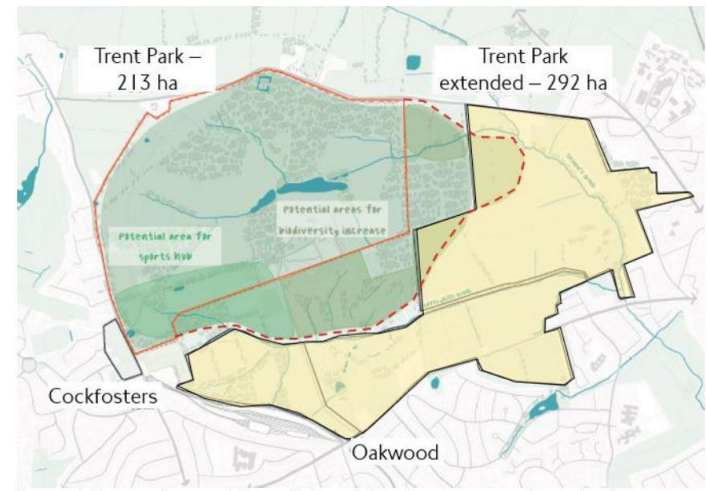 Trent Park –
213 ha
Trent Park
extended – 292 ha
Potential areas for
biodiversity increase
Potential area for
sports hub
Cockfosters
Oakwood